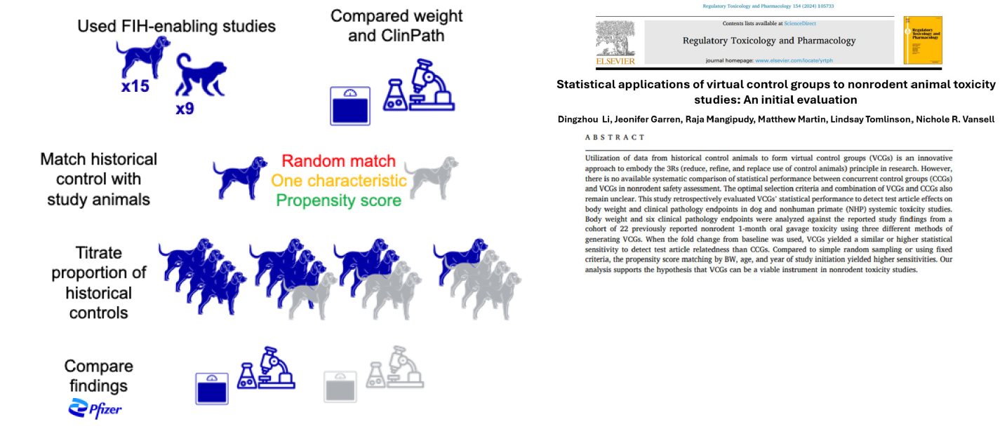 Used FIH-enabling studies
x15
x9
Compared weight
and ClinPath
Match historical
control with
study animals
Random match
One characteristic
Propensity score
Titrate
proportion of
historical
controls
Compare
findings
Pfizer
Regulatory Toxicology and Pharmacology 154 (2024) 105733
Contents lists available at ScienceDirect
Regulatory Toxicology and Pharmacology
journal homepage: www.elsevier.com/locate/yrtph
ELSEVIER
Regulatory
Toxicology and
Pharmacology
Statistical applications of virtual control groups to nonrodent animal toxicity
studies: An initial evaluation
Dingzhou Li, Jeonifer Garren, Raja Mangipudy, Matthew Martin, Lindsay Tomlinson, Nichole R. Vansell
ABSTRACT
Utilization of data from historical control animals to form virtual control groups (VCGs) is an innovative
approach to embody the 3Rs (reduce, refine, and replace use of control animals) principle in research. However,
there is no available systematic comparison of statistical performance between concurrent control groups (CCGs)
and VCGs in nonrodent safety assessment. The optimal selection criteria and combination of VCGs and CCGs also
remain unclear. This study retrospectively evaluated VCGs' statistical performance to detect test article effects on
body weight and clinical pathology endpoints in dog and nonhuman primate (NHP) systemic toxicity studies.
Body weight and six clinical pathology endpoints were analyzed against the reported study findings from a
cohort of 22 previously reported nonrodent 1-month oral gavage toxicity using three different methods of
generating VCGs. When the fold change from baseline was used, VCGs yielded a similar or higher statistical
sensitivity to detect test article relatedness than CCGs. Compared to simple random sampling or using fixed
criteria, the propensity score matching by BW, age, and year of study initiation yielded higher sensitivities. Our
analysis supports the hypothesis that VCGs can be a viable instrument in nonrodent toxicity studies.